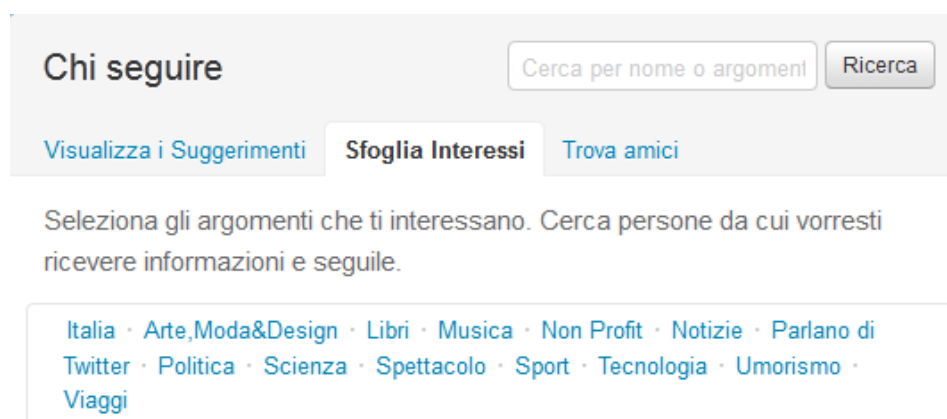 Chi seguire
Cerca per nome o argoment
Ricerca
Visualizza i Suggerimenti Sfoglia Interessi Trova amici
Seleziona gli argomenti che ti interessano. Cerca persone da cui vorresti
ricevere informazioni e seguile.
Italia · Arte,Moda&Design · Libri · Musica · Non Profit · Notizie · Parlano di
Twitter · Politica · Scienza · Spettacolo · Sport · Tecnologia · Umorismo ·
Viaggi